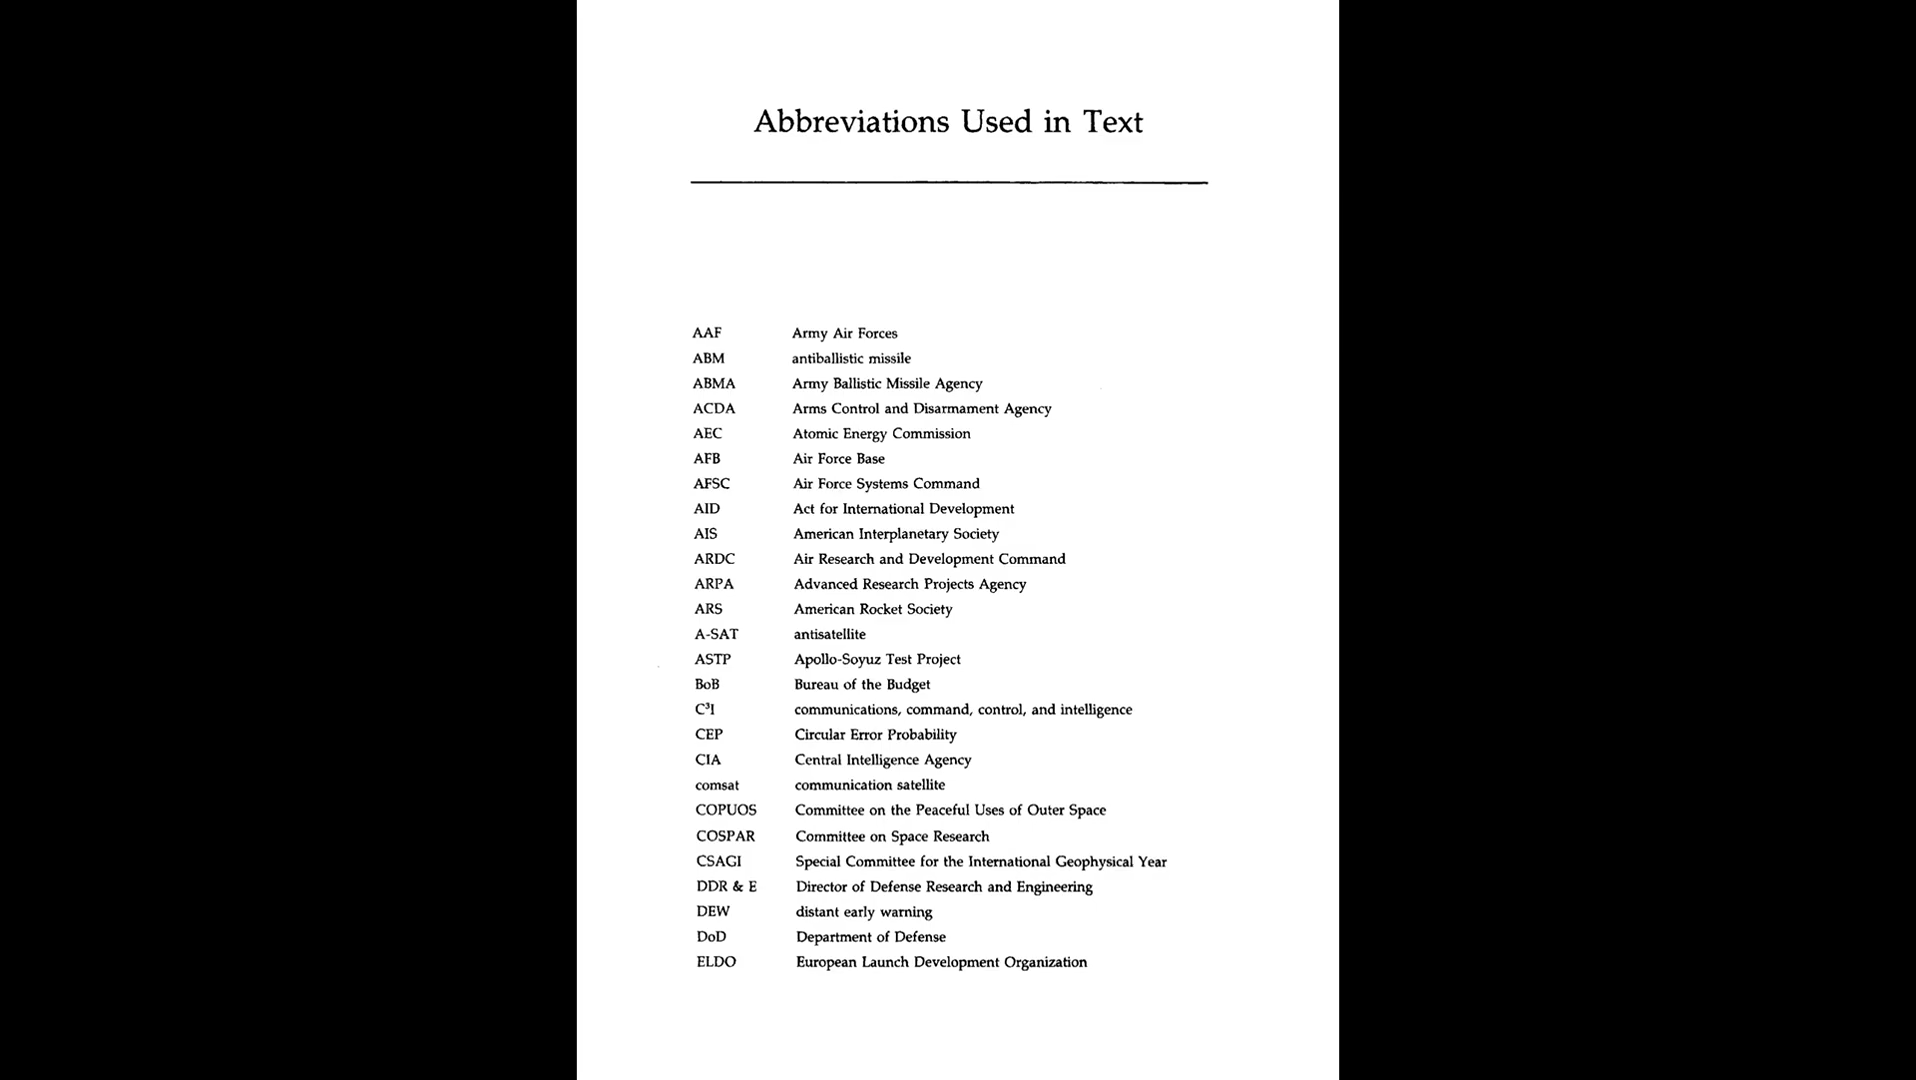 Abbreviations Used in Text
AAF Army Air Forces
ABM antiballistic missile
ABMA Army Ballistic Missile Agency
ACDA Arms Control and Disarmament Agency
AEC Atomic Energy Commission
AFB Air Force Base
AFSC Air Force Systems Command
AID Act for International Development
AIS American Interplanetary Society
ARDC Air Research and Development Command
ARPA Advanced Research Projects Agency
ARS American Rocket Society
A-SAT antisatellite
ASTP Apollo-Soyuz Test Project
BoB Bureau of the Budget
C³I communications, command, control, and intelligence
CEP Circular Error Probability
CIA Central Intelligence Agency
comsat communication satellite
COPUOS Committee on the Peaceful Uses of Outer Space
COSPAR Committee on Space Research
CSAGI Special Committee for the International Geophysical Year
DDR & E Director of Defense Research and Engineering
DEW distant early warning
DoD Department of Defense
ELDO European Launch Development Organization